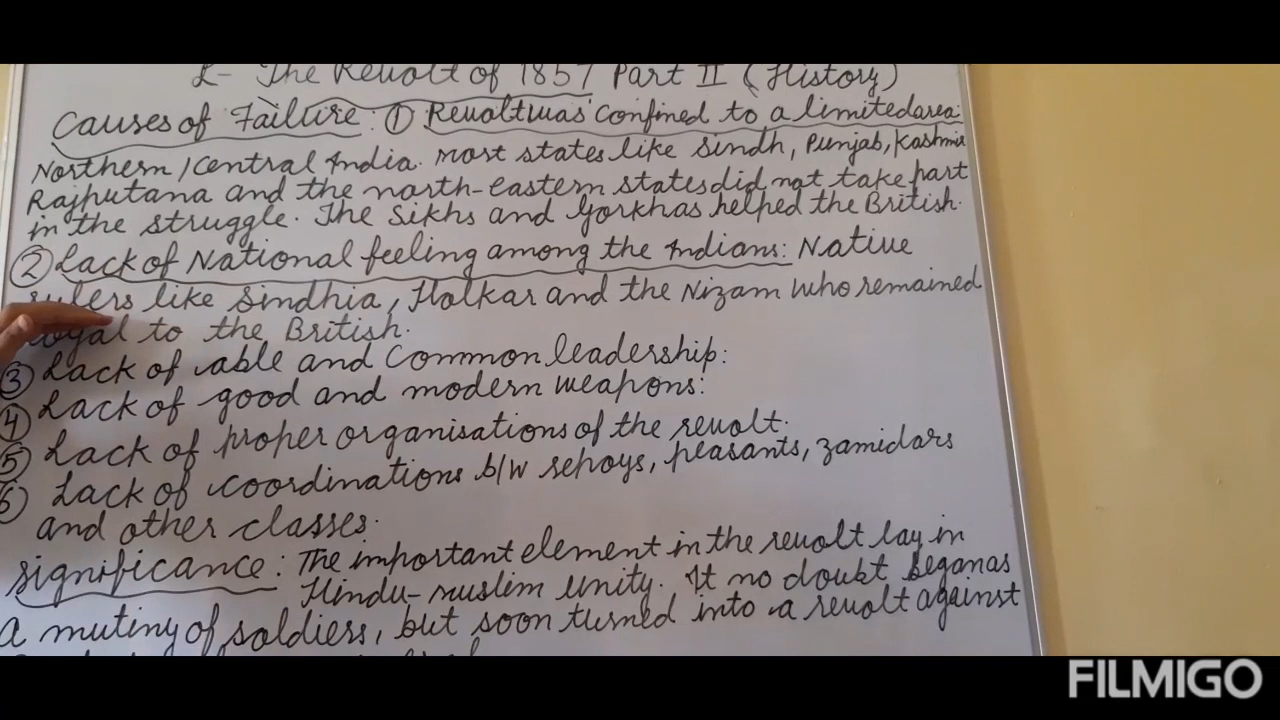 L- The Revolt of 1857 Part II (History)
Causes of Failure: ① Revolt was confined to a limited area:
Northern/Central India. Most states like Sindh, Punjab, Kashmir
Rajputana and the north-eastern states did not take part
in the struggle. The Sikhs and Gorkhas helped the British.
② Lack of National feeling among the Indians: Native
rulers like Sindhia, Holkar and the Nizam who remained
loyal to the British.
③ Lack of able and common leadership:
④ Lack of good and modern weapons:
⑤ Lack of proper organisations of the revolt.
⑥ Lack of coordinations b/w sepoys, peasants, zamidars
and other classes.
Significance: The important element in the revolt lay in
Hindu-Muslim Unity. It no doubt began as
a mutiny of soldiers, but soon turned into a revolt against
FILMIGO